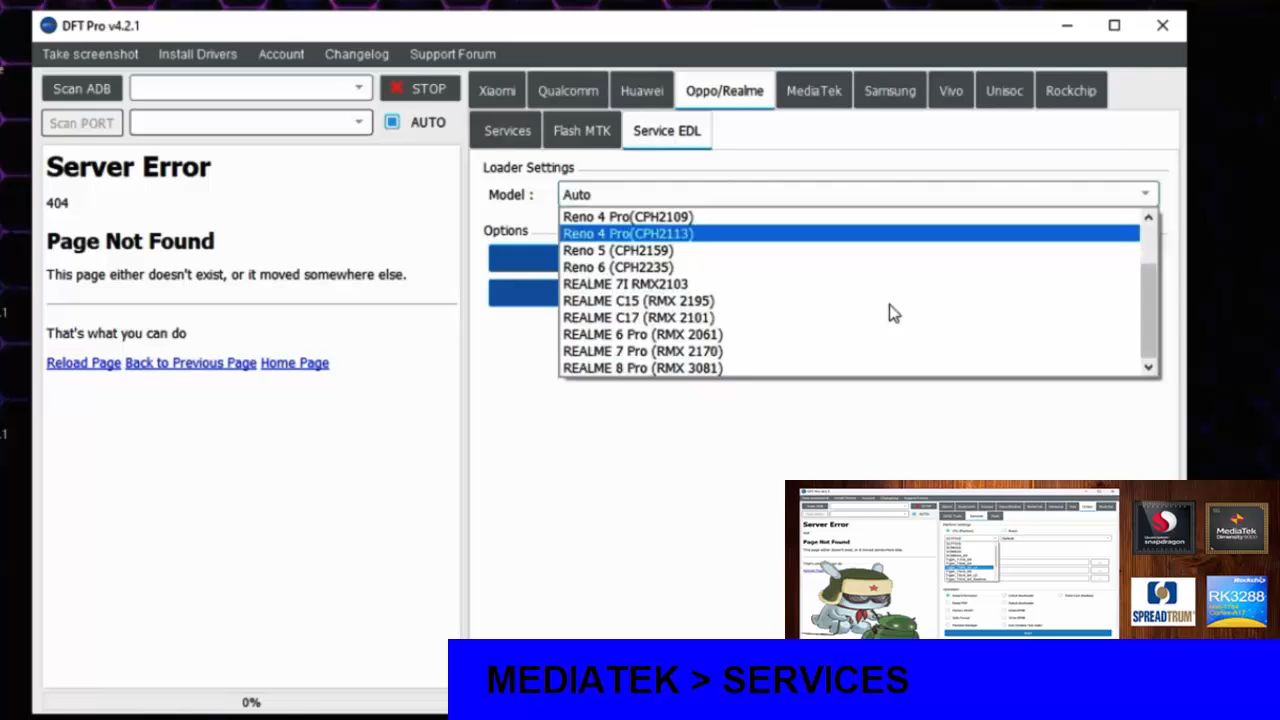 DFT Pro v4.2.1
Take screenshot Install Drivers Account Changelog Support Forum
Scan ADB STOP
Scan PORT AUTO
Server Error
404
Page Not Found
This page either doesn't exist, or it moved somewhere else.
That's what you can do
Reload Page Back to Previous Page Home Page
0%
Xiaomi Qualcomm Huawei Oppo/Realme MediaTek Samsung Vivo Unisoc Rockchip
Services Flash MTK Service EDL
Loader Settings
Model : Auto
Options
Reno 4 Pro(CPH2109)
Reno 4 Pro(CPH2113)
Reno 5 (CPH2159)
Reno 6 (CPH2235)
REALME 7I RMX2103
REALME C15 (RMX 2195)
REALME C17 (RMX 2101)
REALME 6 Pro (RMX 2061)
REALME 7 Pro (RMX 2170)
REALME 8 Pro (RMX 3081)
Server Error
Page Not Found
snapdragon
MEDIATEK
SPREADTRUM
Rockchip
RK3288
MEDIATEK > SERVICES